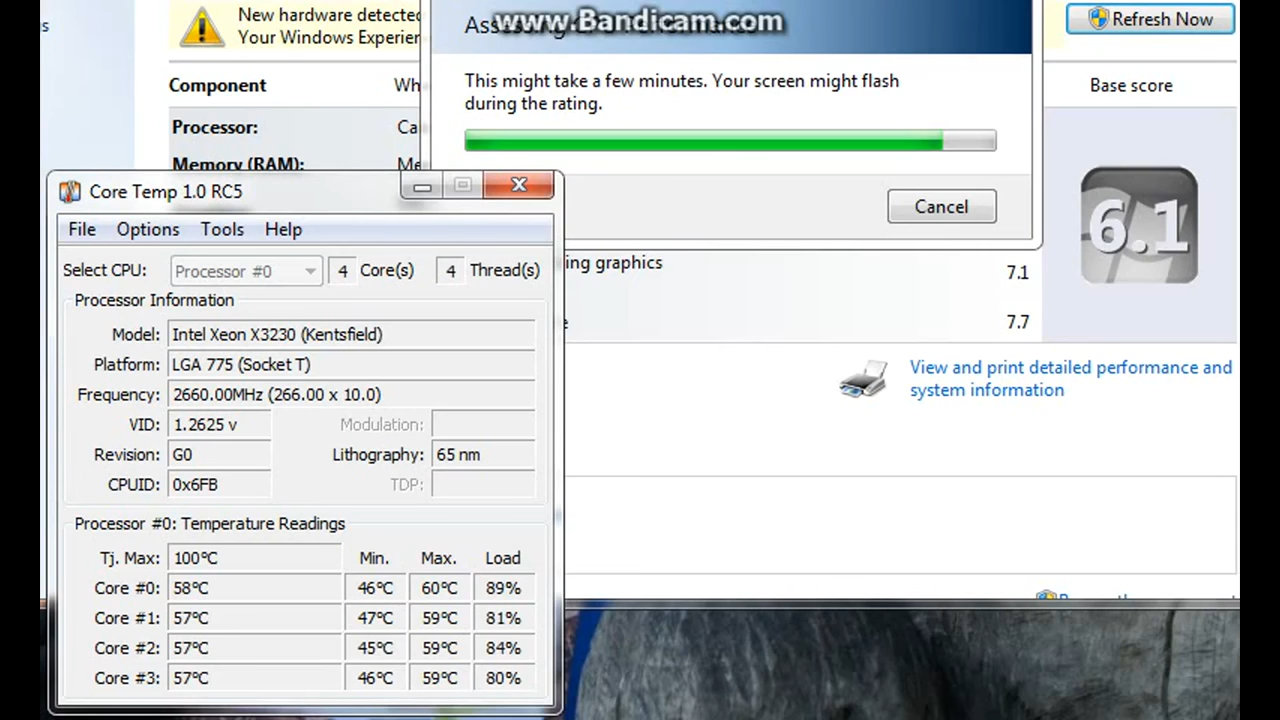 www.Bandicam.com
s
New hardware detected
Your Windows Experien
Refresh Now
This might take a few minutes. Your screen might flash
during the rating.
Cancel
Component
Wh
Base score
Processor:
Ca
Memory (RAM):
Me
6.1
ing graphics
7.1
7.7
View and print detailed performance and
system information
Core Temp 1.0 RC5
File Options Tools Help
Select CPU: Processor #0 4 Core(s) 4 Thread(s)
Processor Information
Model: Intel Xeon X3230 (Kentsfield)
Platform: LGA 775 (Socket T)
Frequency: 2660.00MHz (266.00 x 10.0)
VID: 1.2625 v Modulation:
Revision: G0 Lithography: 65 nm
CPUID: 0x6FB TDP:
Processor #0: Temperature Readings
Tj. Max: 100°C Min. Max. Load
Core #0: 58°C 46°C 60°C 89%
Core #1: 57°C 47°C 59°C 81%
Core #2: 57°C 45°C 59°C 84%
Core #3: 57°C 46°C 59°C 80%